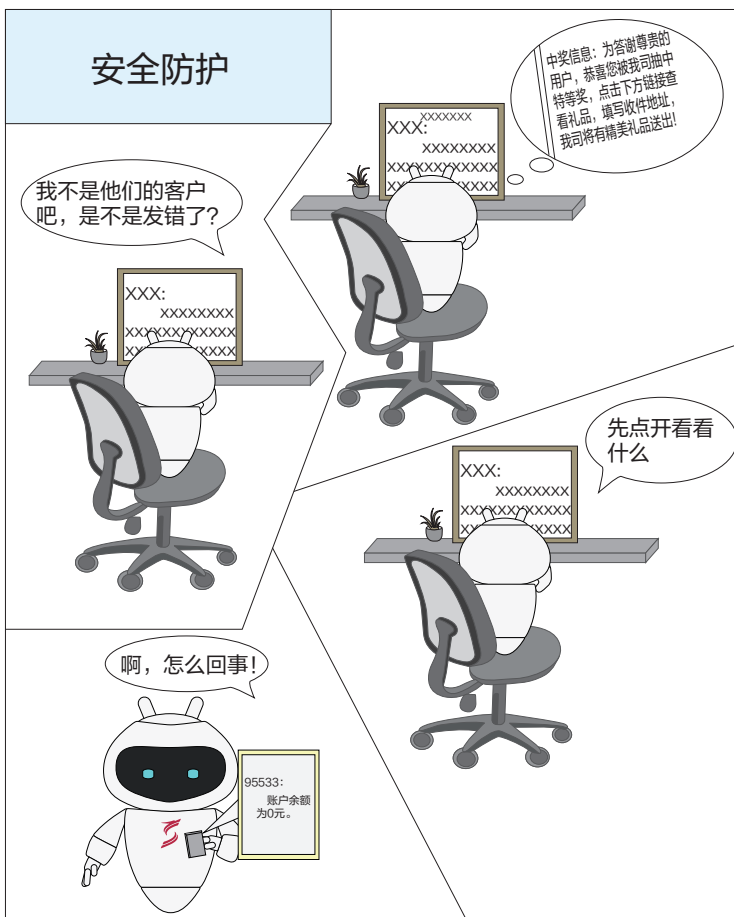 安全防护
中奖信息：为答谢尊贵的
用户，恭喜您被我司抽中
特等奖，点击下方链接查
看礼品，填写收件地址，
我司将有精美礼品送出！
XXXXXXX
XXX:
XXXXXXXX
XXXXXXXXXXXX
XXXXXXXXXXXX
我不是他们的客户
吧，是不是发错了？
XXX:
XXXXXXXX
XXXXXXXXXXXX
XXXXXXXXXXXX
先点开看看
什么
XXX:
XXXXXXXX
XXXXXXXXXXXX
XXXXXXXXXXXX
啊，怎么回事！
95533：
账户余额
为0元。